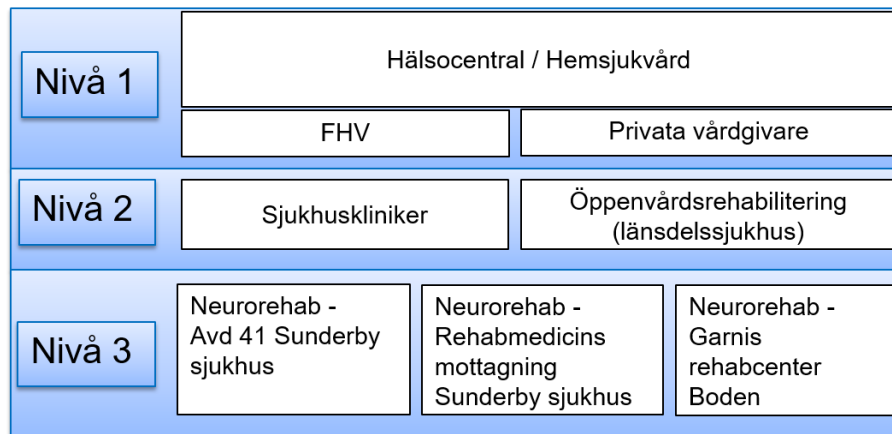 Nivå 1
Hälsocentral / Hemsjukvård
FHV
Privata vårdgivare
Nivå 2
Sjukhuskliniker
Öppenvårdsrehabilitering
(länsdelssjukhus)
Nivå 3
Neurorehab -
Avd 41 Sunderby
sjukhus
Neurorehab -
Rehabmedicins
mottagning
Sunderby sjukhus
Neurorehab -
Garnis
rehabcenter
Boden